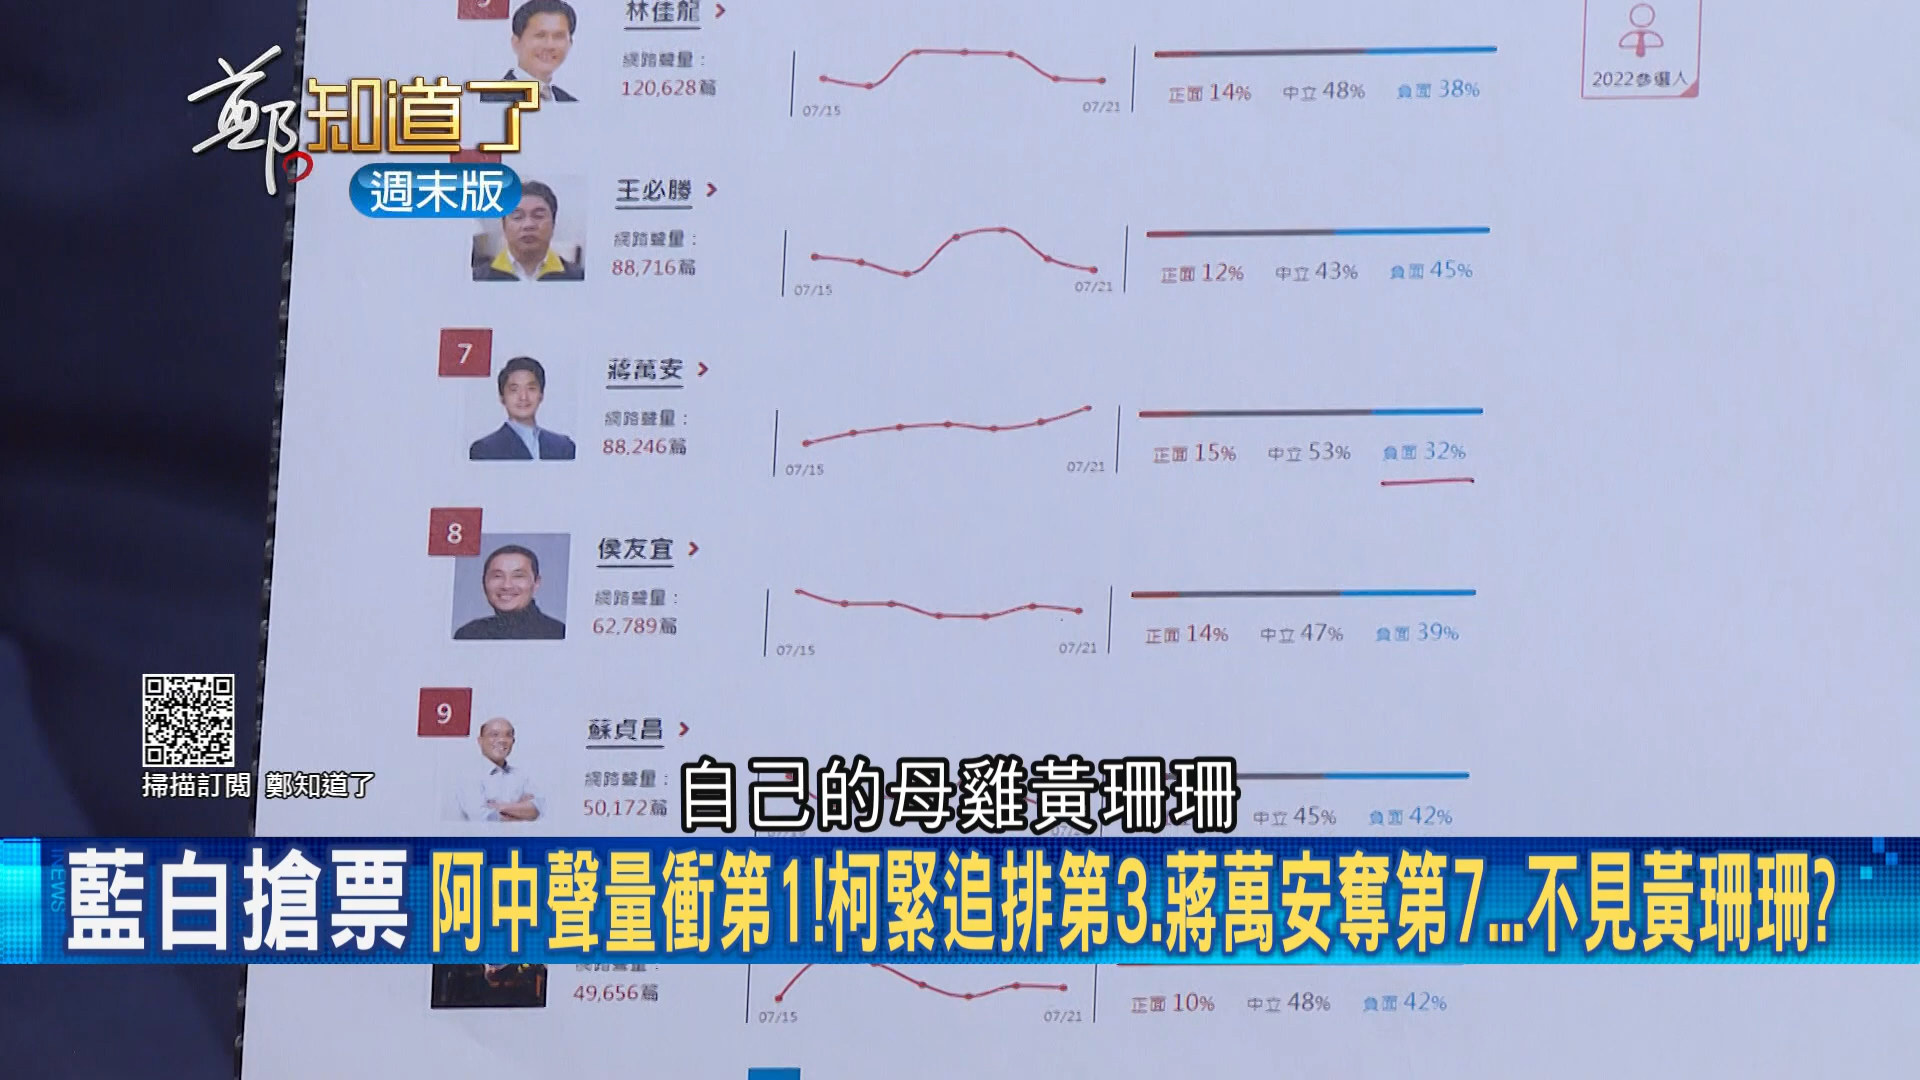 林佳龍
網路聲量：
120,628篇
07/15
07/21
正面 14% 中立 48% 負面 38%
2022參選人
鄭知道了
週末版
王必勝
網路聲量：
88,716篇
07/15
07/21
正面 12% 中立 43% 負面 45%
7
蔣萬安
網路聲量：
88,246篇
07/15
07/21
正面 15% 中立 53% 負面 32%
8
侯友宜
網路聲量：
62,789篇
07/15
07/21
正面 14% 中立 47% 負面 39%
9
蘇貞昌
網路聲量：
50,172篇
中立 45% 負面 42%
掃描訂閱 鄭知道了
自己的母雞黃珊珊
NEWS
藍白搶票 阿中聲量衝第1!柯緊追排第3.蔣萬安奪第7...不見黃珊珊?
網路聲量：
49,656篇
07/15
07/21
正面 10% 中立 48% 負面 42%